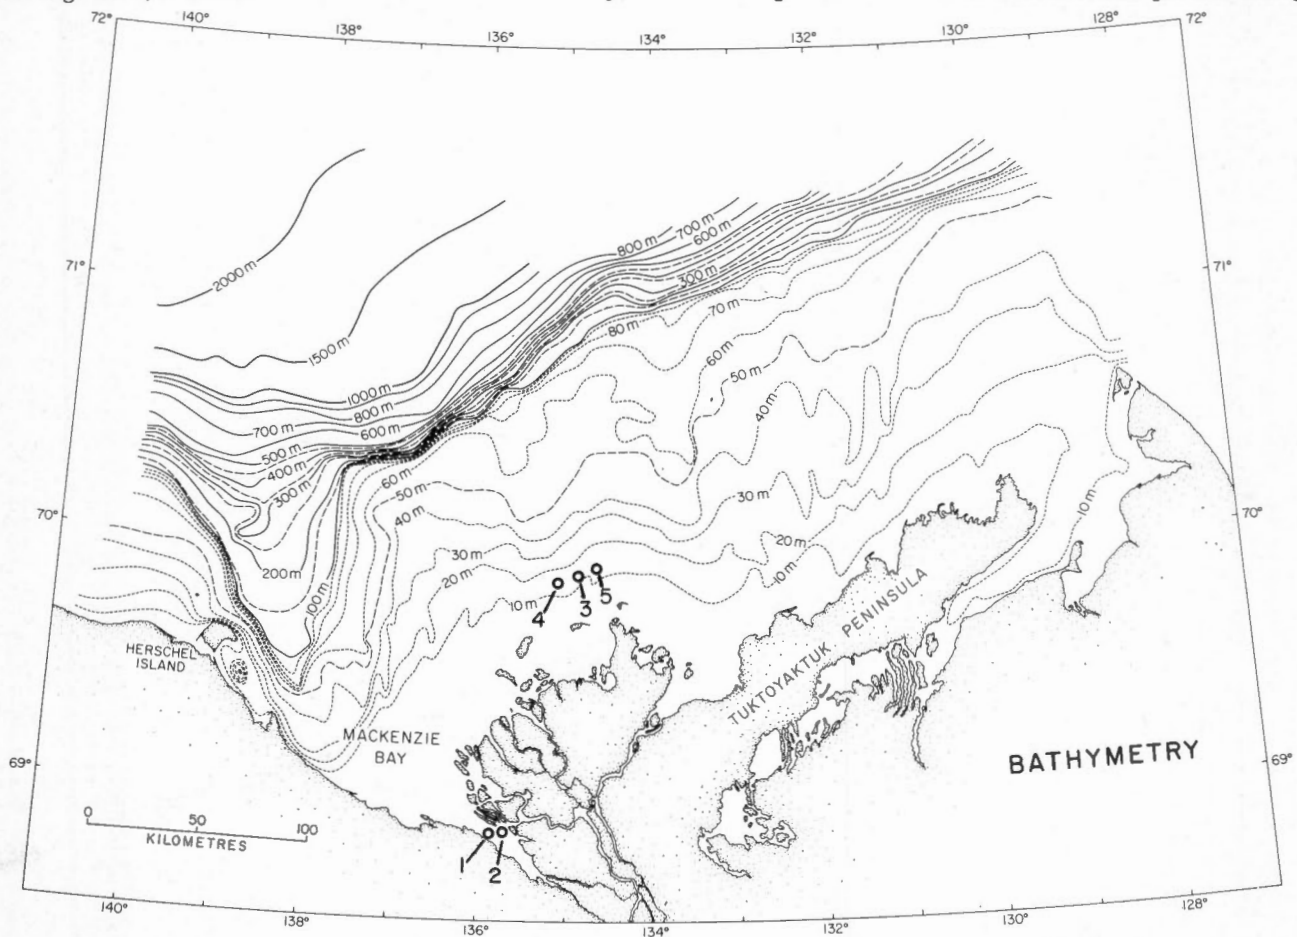 72°
140°
138°
136°
134°
132°
130°
128°
72°
71°
71°
2000 m
1500 m
1000 m
800 m
700 m
600 m
500 m
400 m
300 m
200 m
100 m
800 m
700 m
600 m
300 m
80 m
70 m
60 m
50 m
40 m
30 m
20 m
10 m
60 m
50 m
40 m
30 m
20 m
10 m
10 m
70°
70°
4
3
5
HERSCHEL
ISLAND
MACKENZIE
BAY
TUKTOYAKTUK PENINSULA
BATHYMETRY
69°
69°
0
50
100
KILOMETRES
1
2
140°
138°
136°
134°
132°
130°
128°